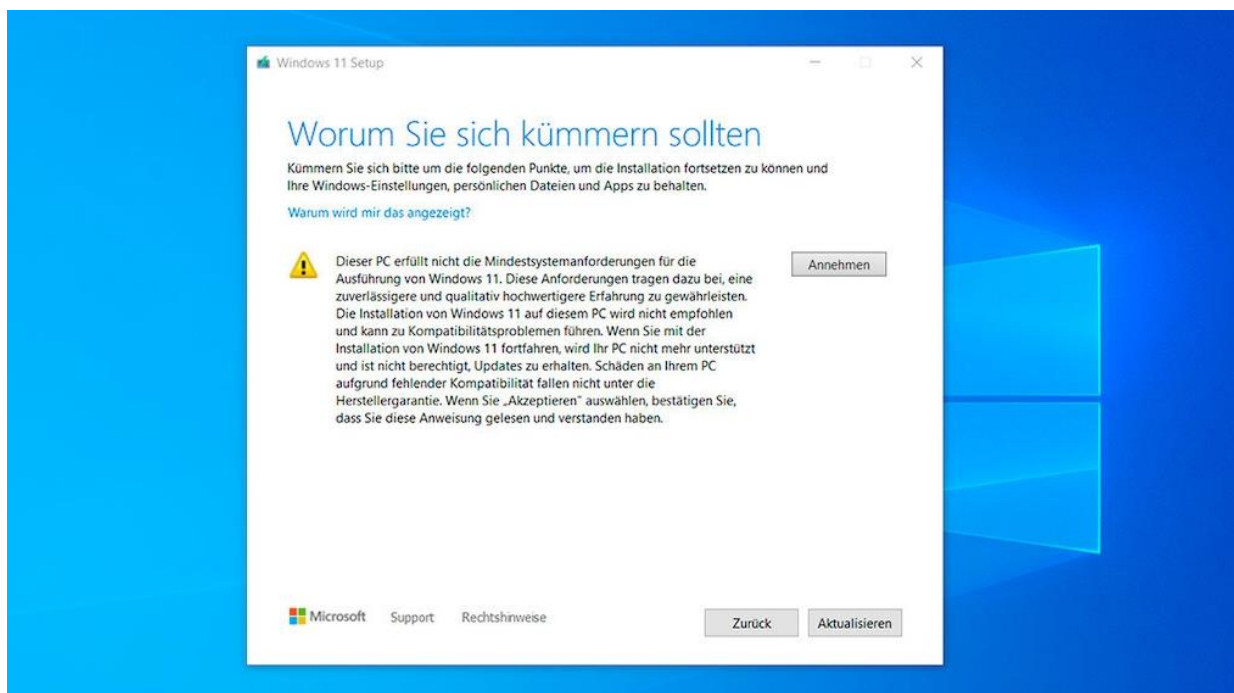 Windows 11 Setup
Worum Sie sich kümmern sollten
Kümmern Sie sich bitte um die folgenden Punkte, um die Installation fortsetzen zu können und
Ihre Windows-Einstellungen, persönlichen Dateien und Apps zu behalten.
Warum wird mir das angezeigt?
Dieser PC erfüllt nicht die Mindestsystemanforderungen für die
Ausführung von Windows 11. Diese Anforderungen tragen dazu bei, eine
zuverlässigere und qualitativ hochwertigere Erfahrung zu gewährleisten.
Die Installation von Windows 11 auf diesem PC wird nicht empfohlen
und kann zu Kompatibilitätsproblemen führen. Wenn Sie mit der
Installation von Windows 11 fortfahren, wird Ihr PC nicht mehr unterstützt
und ist nicht berechtigt, Updates zu erhalten. Schäden an Ihrem PC
aufgrund fehlender Kompatibilität fallen nicht unter die
Herstellergarantie. Wenn Sie „Akzeptieren" auswählen, bestätigen Sie,
dass Sie diese Anweisung gelesen und verstanden haben.
Annehmen
Microsoft Support Rechtshinweise
Zurück Aktualisieren